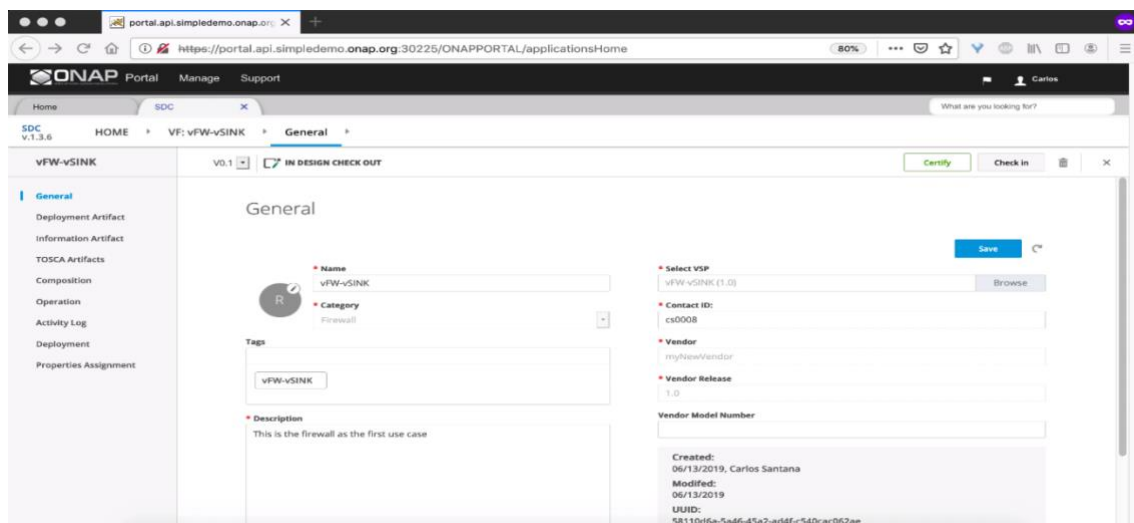 portal.api.simpledemo.onap.org
https://portal.api.simpledemo.onap.org:30225/ONAPPORTAL/applicationsHome
80%
ONAP Portal Manage Support Carlos
Home SDC What are you looking for?
SDC
v.1.3.6
HOME VF: vFW-vSINK General
vFW-vSINK V0.1 IN DESIGN CHECK OUT Certify Check in
General
Deployment Artifact
Information Artifact
TOSCA Artifacts
Composition
Operation
Activity Log
Deployment
Properties Assignment
General
Save
R
* Name
vFW-vSINK
* Category
Firewall
Tags
vFW-vSINK
* Description
This is the firewall as the first use case
* Select VSP
vFW-vSINK (1.0) Browse
* Contact ID:
cs0008
* Vendor
myNewVendor
* Vendor Release
1.0
Vendor Model Number
Created:
06/13/2019, Carlos Santana
Modifed:
06/13/2019
UUID:
58110d6a-5a46-45a2-ad4f-c540cac062ae